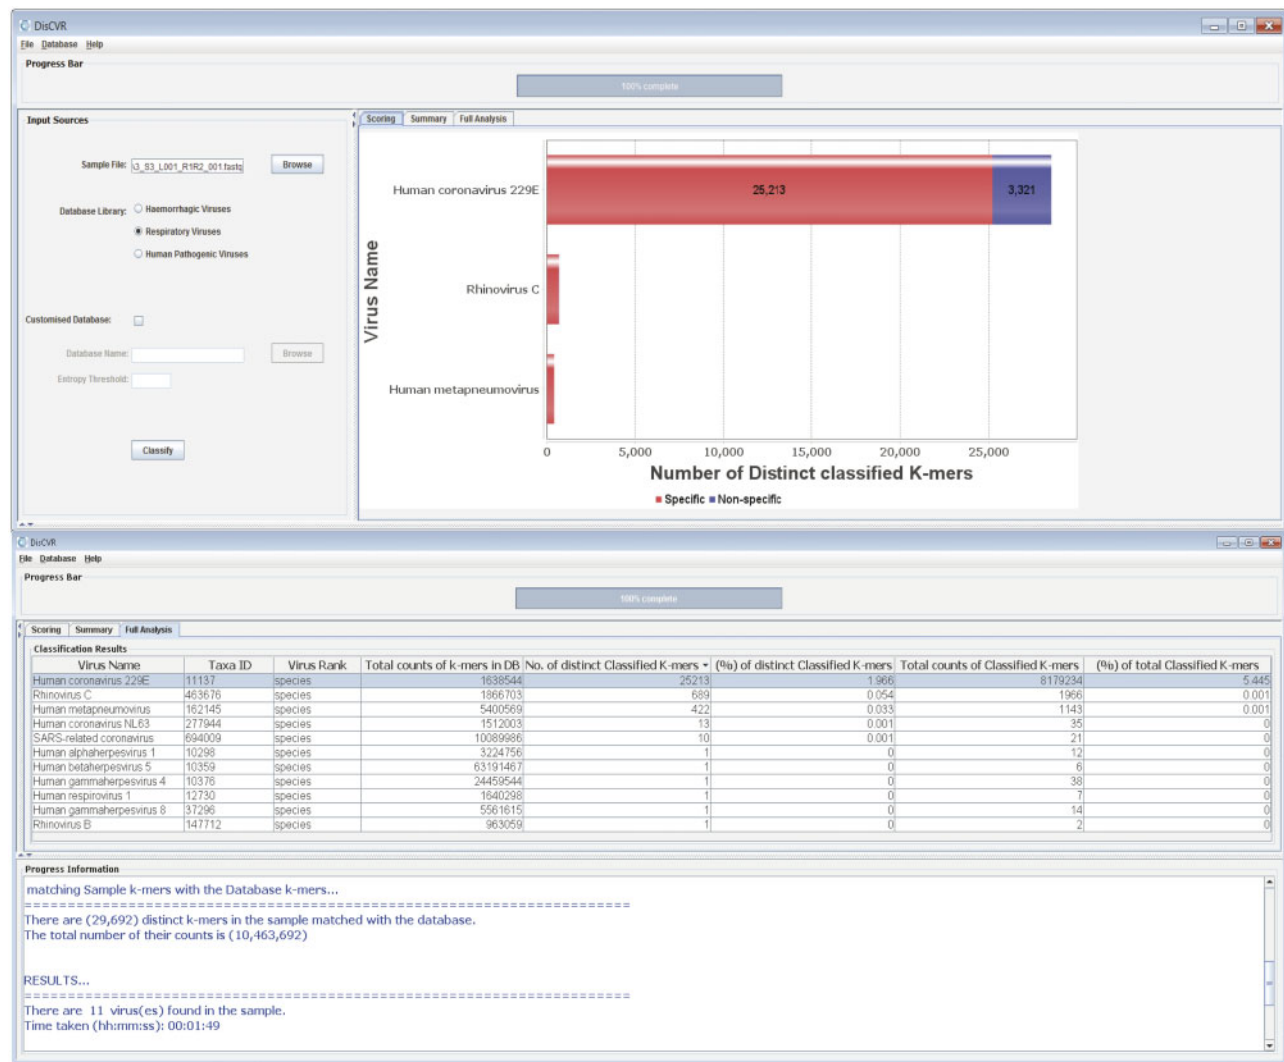 DisCVR
File Database Help
Progress Bar
100% complete
Input Sources
Sample File: \3_S3_L001_R1R2_001.fastq Browse
Database Library: Haemorrhagic Viruses
Respiratory Viruses
Human Pathogenic Viruses
Customised Database:
Database Name: Browse
Entropy Threshold:
Classify
Scoring Summary Full Analysis
Virus Name
Human coronavirus 229E 25,213 3,321
Rhinovirus C
Human metapneumovirus
0 5,000 10,000 15,000 20,000 25,000
Number of Distinct classified K-mers
Specific Non-specific
DisCVR
File Database Help
Progress Bar
100% complete
Scoring Summary Full Analysis
Classification Results
Virus Name Taxa ID Virus Rank Total counts of k-mers in DB No. of distinct Classified K-mers (%) of distinct Classified K-mers Total counts of Classified K-mers (%) of total Classified K-mers
Human coronavirus 229E 11137 species 1638544 25213 1.966 8179234 5.445
Rhinovirus C 463676 species 1866703 689 0.054 1966 0.001
Human metapneumovirus 162145 species 5400569 422 0.033 1143 0.001
Human coronavirus NL63 277944 species 1512003 13 0.001 35 0
SARS-related coronavirus 694009 species 10089986 10 0.001 21 0
Human alphaherpesvirus 1 10298 species 3224756 1 0 12 0
Human betaherpesvirus 5 10359 species 63191467 1 0 6 0
Human gammaherpesvirus 4 10376 species 24459544 1 0 38 0
Human respirovirus 1 12730 species 1640298 1 0 7 0
Human gammaherpesvirus 8 37296 species 5561615 1 0 14 0
Rhinovirus B 147712 species 963059 1 0 2 0
Progress Information
matching Sample k-mers with the Database k-mers...
======================================================================
There are (29,692) distinct k-mers in the sample matched with the database.
The total number of their counts is (10,463,692)
RESULTS...
======================================================================
There are 11 virus(es) found in the sample.
Time taken (hh:mm:ss): 00:01:49